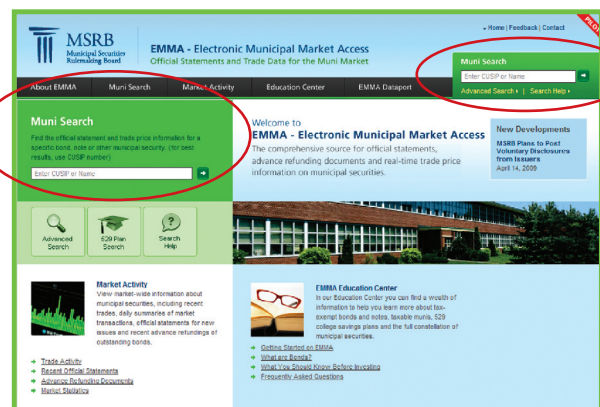 Home | Feedback | Contact
PILOT
MSRB
Municipal Securities
Rulemaking Board
EMMA - Electronic Municipal Market Access
Official Statements and Trade Data for the Muni Market
Muni Search
Enter CUSIP or Name
Advanced Search | Search Help
About EMMA Muni Search Market Activity Education Center EMMA Dataport
Muni Search
Find the official statement and trade price information for a
specific bond, note or other municipal security. (for best
results, use CUSIP number)
Enter CUSIP or Name
Advanced
Search
529 Plan
Search
Search
Help
Welcome to
EMMA - Electronic Municipal Market Access
The comprehensive source for official statements,
advance refunding documents and real-time trade price
information on municipal securities.
New Developments
MSRB Plans to Post
Voluntary Disclosures
from Issuers
April 14, 2009
Market Activity
View market-wide information about
municipal securities, including recent
trades, daily summaries of market
transactions, official statements for new
issues and recent advance refundings of
outstanding bonds.
Trade Activity
Recent Official Statements
Advance Refunding Documents
Market Statistics
EMMA Education Center
In our Education Center you can find a wealth of
information to help you learn more about tax-
exempt bonds and notes, taxable munis, 529
college savings plans and the full constellation of
municipal securities.
Getting Started on EMMA
What are Bonds?
What You Should Know Before Investing
Frequently Asked Questions